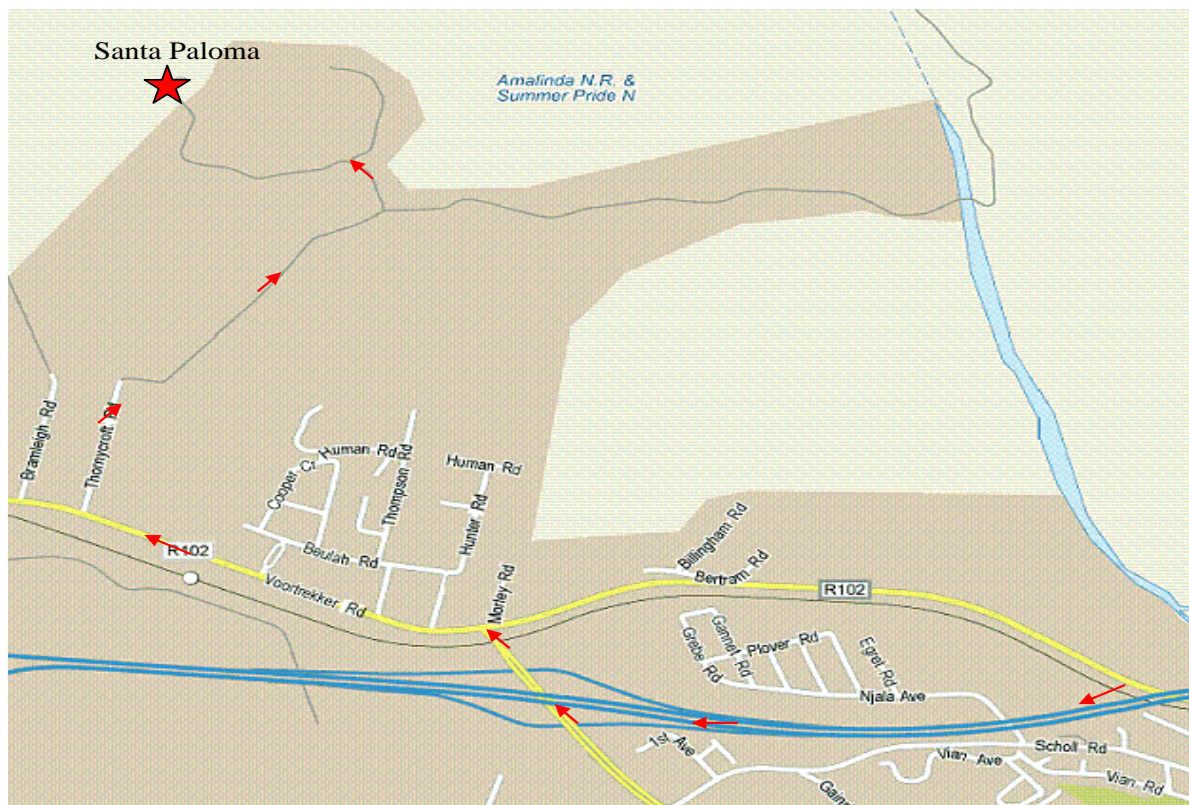 Santa Paloma
Amalinda N.R. &
Summer Pride N
Bramleigh Rd
Thornycroft Rd
Cooper Cr
Human Rd
Thompson Rd
Human Rd
Hunter Rd
Beulah Rd
R102
Voortrekker Rd
Morley Rd
Billingham Rd
Bertram Rd
R102
Gannet Rd
Grebe Rd
Plover Rd
Egret Rd
Njala Ave
1st Ave
Vian Ave
Scholl Rd
Vian Rd